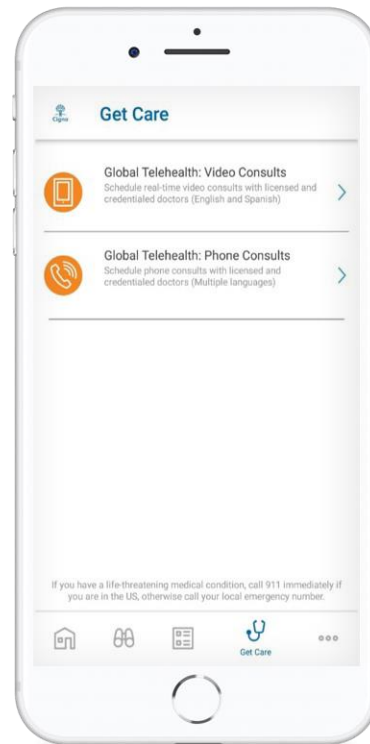 Cigna
Get Care
Global Telehealth: Video Consults
Schedule real-time video consults with licensed and
credentialed doctors (English and Spanish)
Global Telehealth: Phone Consults
Schedule phone consults with licensed and
credentialed doctors (Multiple languages)
If you have a life-threatening medical condition, call 911 immediately if
you are in the US, otherwise call your local emergency number.
Get Care